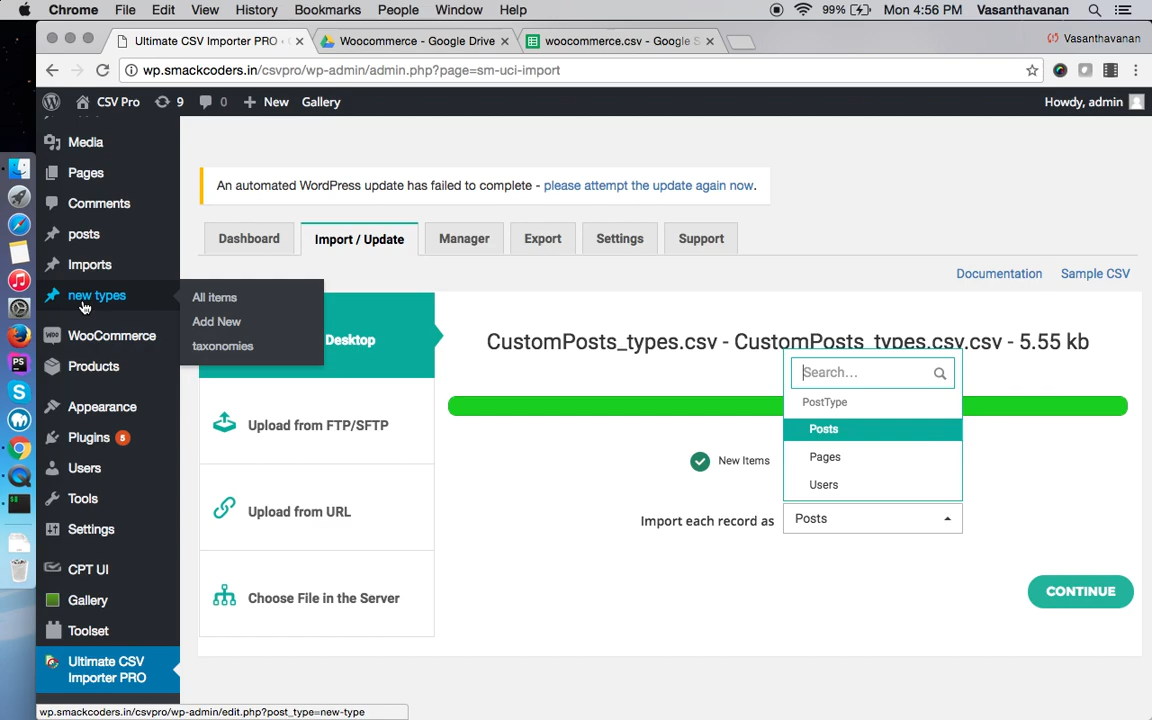 Chrome File Edit View History Bookmarks People Window Help 99% Mon 4:56 PM Vasanthavanan
Ultimate CSV Importer PRO Woocommerce - Google Drive woocommerce.csv - Google S Vasanthavanan
wp.smackcoders.in/csvpro/wp-admin/admin.php?page=sm-uci-import
CSV Pro 9 0 New Gallery Howdy, admin
Media
Pages
Comments
posts
Imports
new types
All items
Add New
taxonomies
WooCommerce
Products
Appearance
Plugins 5
Users
Tools
Settings
CPT UI
Gallery
Toolset
Ultimate CSV
Importer PRO
An automated WordPress update has failed to complete - please attempt the update again now.
Dashboard Import / Update Manager Export Settings Support
Documentation Sample CSV
Desktop
Upload from FTP/SFTP
Upload from URL
Choose File in the Server
CustomPosts_types.csv - CustomPosts_types.csv.csv - 5.55 kb
Search...
PostType
Posts
Pages
Users
New Items
Import each record as Posts
CONTINUE
wp.smackcoders.in/csvpro/wp-admin/edit.php?post_type=new-type